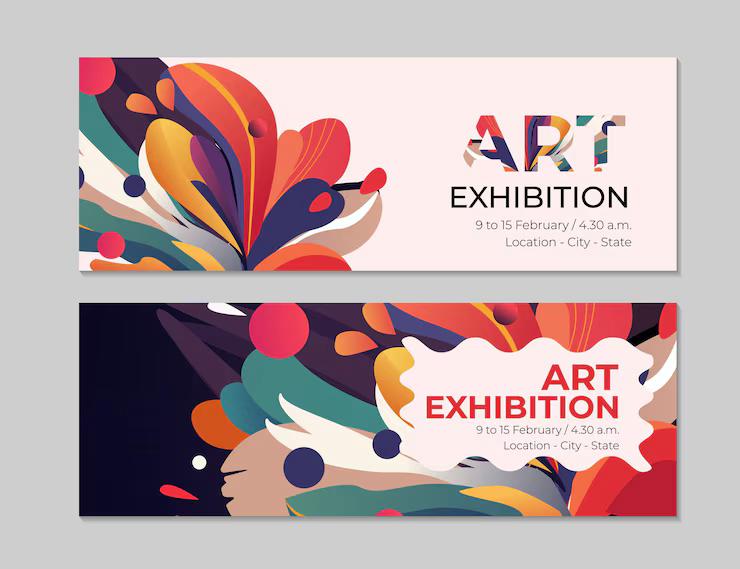 ART
EXHIBITION
9 to 15 February / 4.30 a.m.
Location - City - State
ART
EXHIBITION
9 to 15 February / 4.30 a.m.
Location - City - State